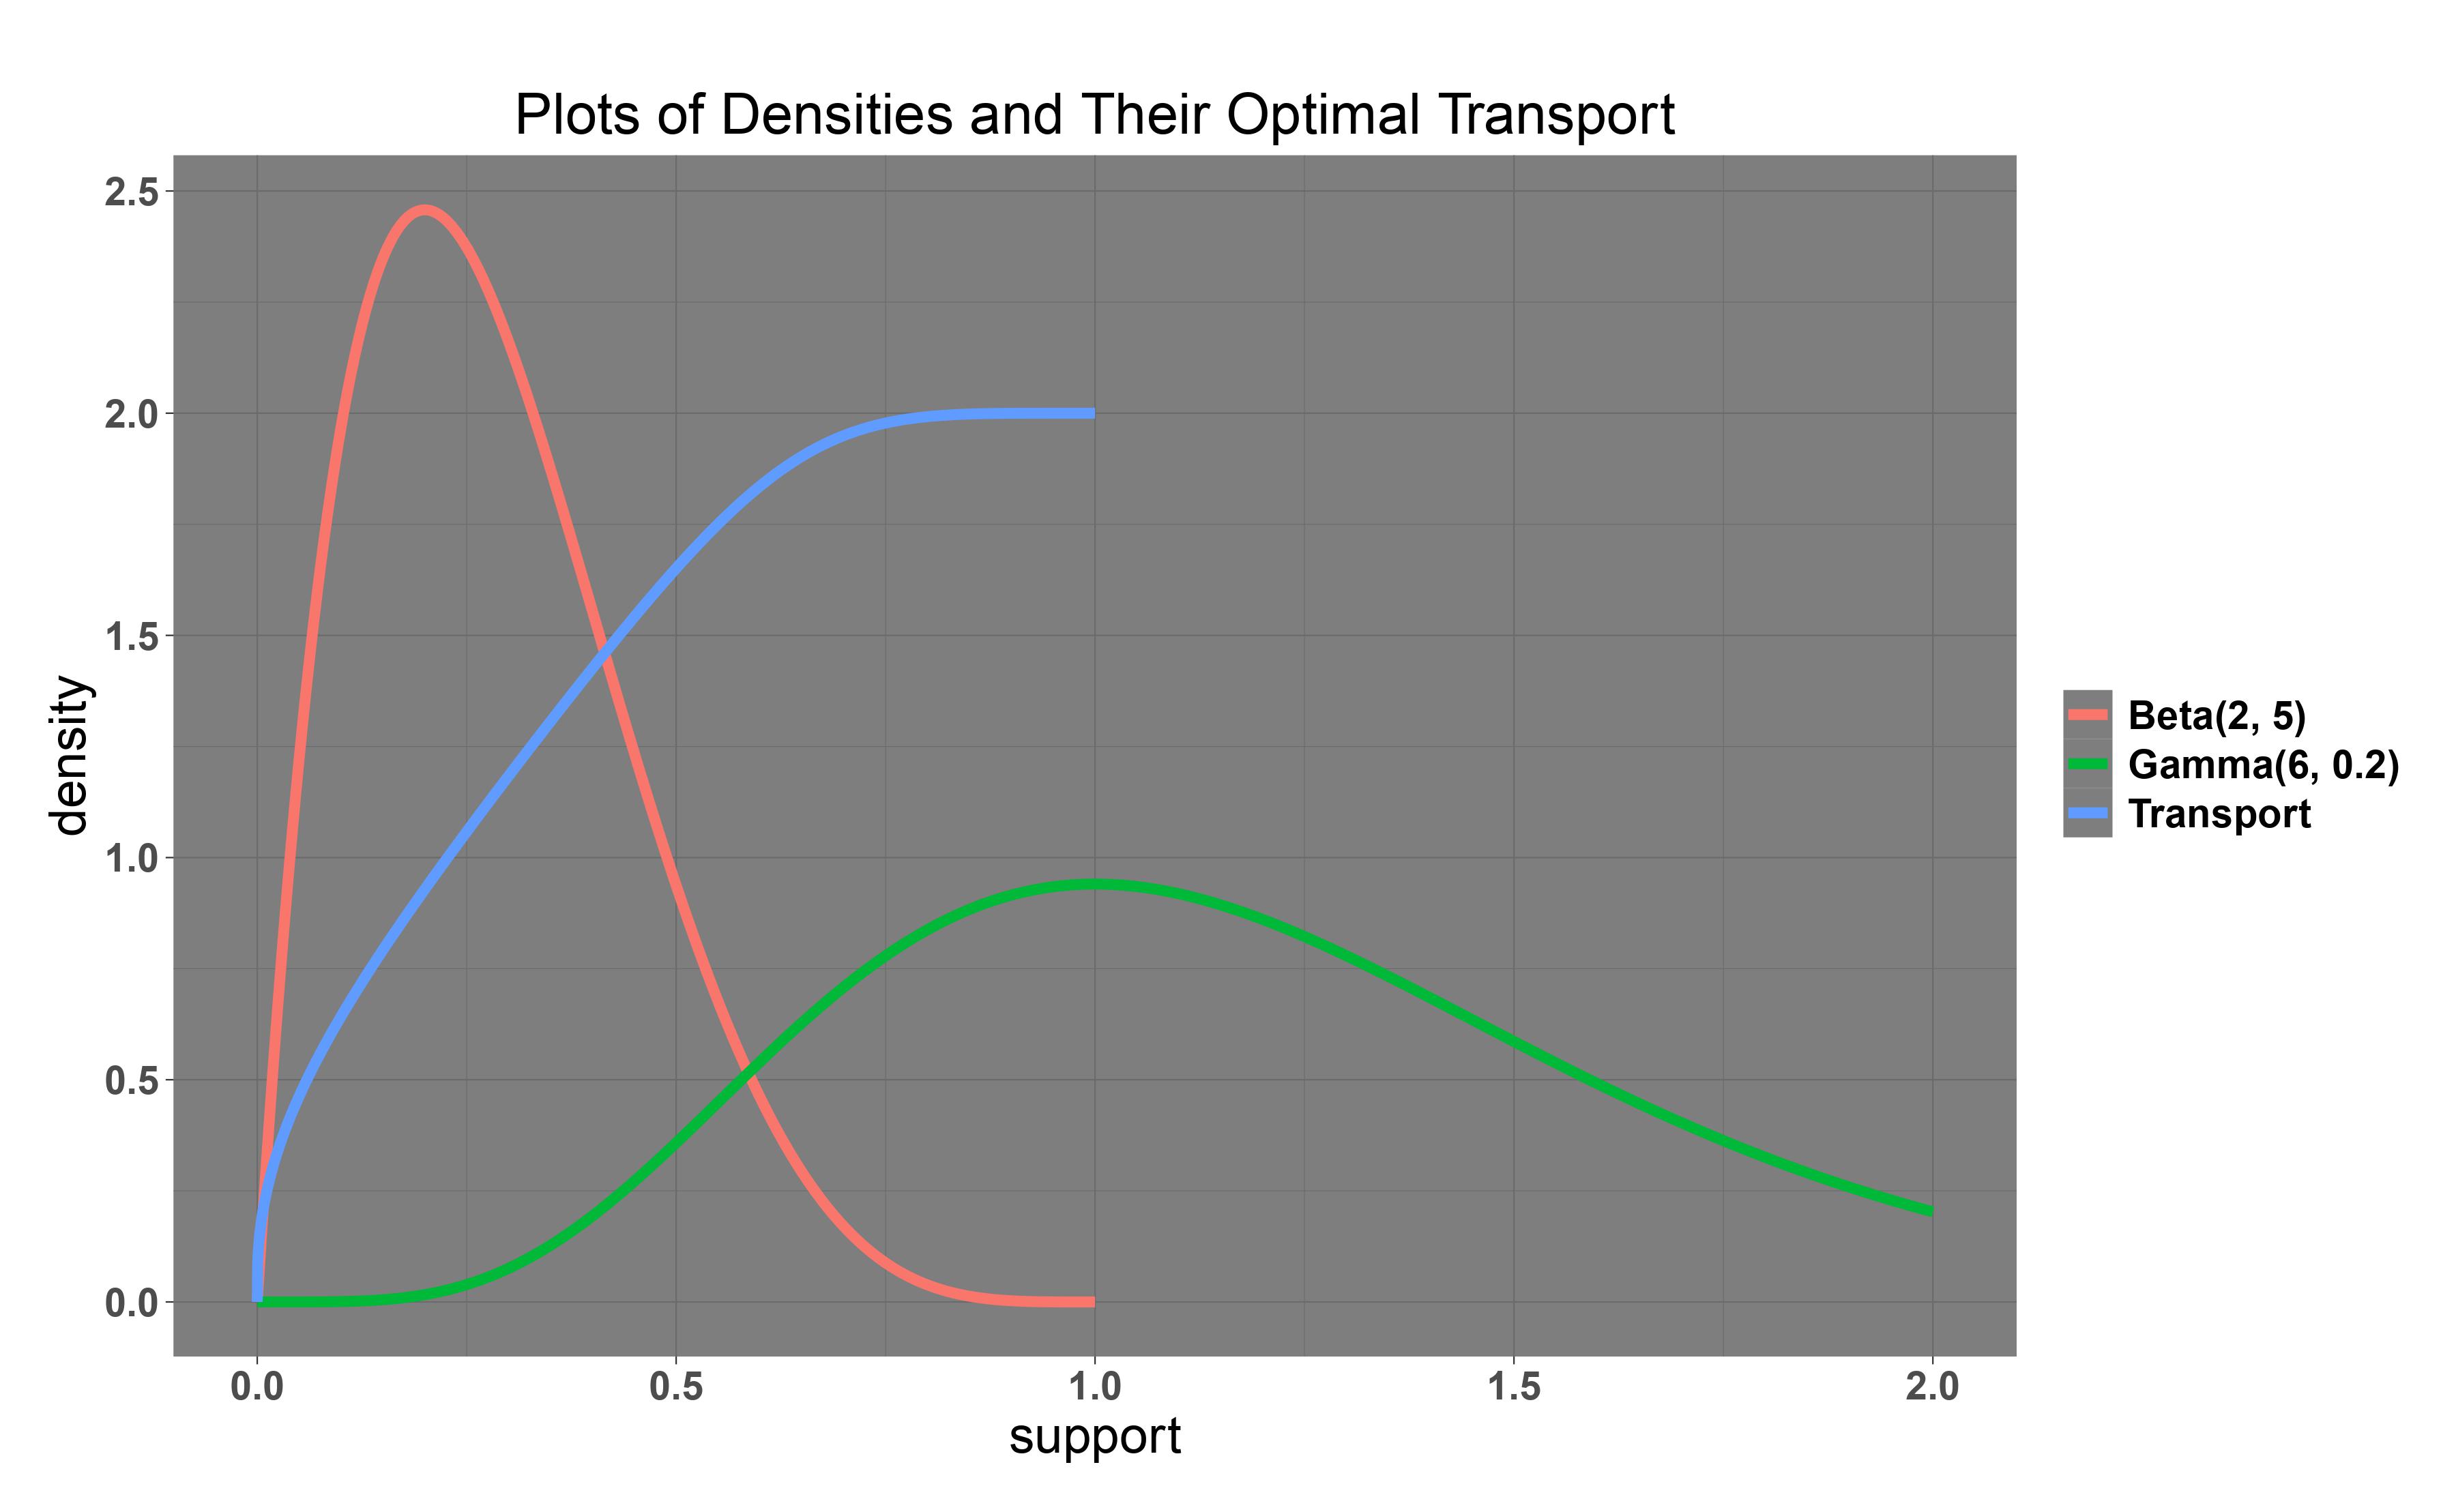 Plots of Densities and Their Optimal Transport
2.5
2.0
1.5
1.0
0.5
0.0
density
0.0 0.5 1.0 1.5 2.0
support
Beta(2, 5)
Gamma(6, 0.2)
Transport